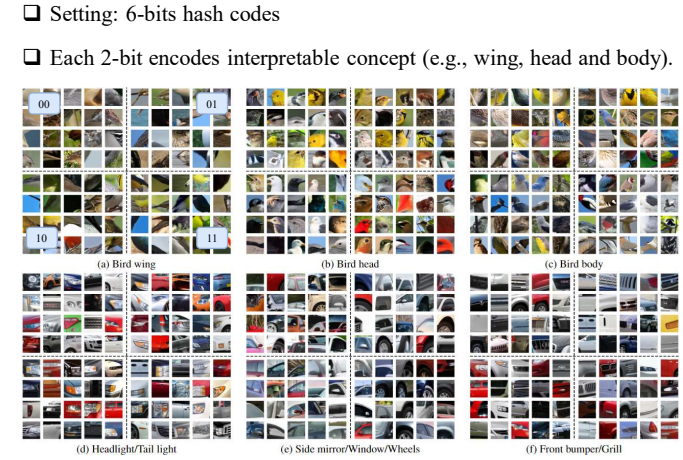 ❑ Setting: 6-bits hash codes
❑ Each 2-bit encodes interpretable concept (e.g., wing, head and body).
00 01
10 11
(a) Bird wing (b) Bird head (c) Bird body
(d) Headlight/Tail light (e) Side mirror/Window/Wheels (f) Front bumper/Grill